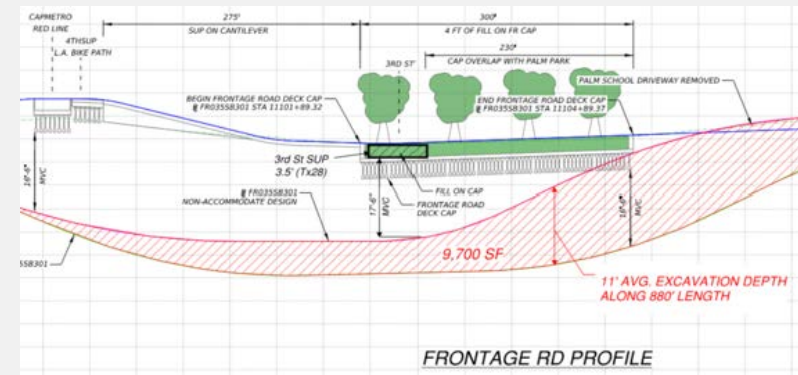 CAPMETRO
RED LINE
4THSUP
L.A. BIKE PATH
275'
SUP ON CANTILEVER
300'
4 FT OF FILL ON FR CAP
230'
CAP OVERLAP WITH PALM PARK
3RD ST
PALM SCHOOL DRIVEWAY REMOVED
BEGIN FRONTAGE ROAD DECK CAP
FR035SB301 STA 11101+89.32
END FRONTAGE ROAD DECK CAP
FR035SB301 STA 11104+89.37
3rd St SUP
3.5' (Tx28)
16'-6"
MVC
FR035SB301
NON-ACCOMMODATE DESIGN
17'-6"
MVC
FILL ON CAP
FRONTAGE ROAD
DECK CAP
MVC
9,700 SF
11' AVG. EXCAVATION DEPTH
ALONG 880' LENGTH
FRONTAGE RD PROFILE